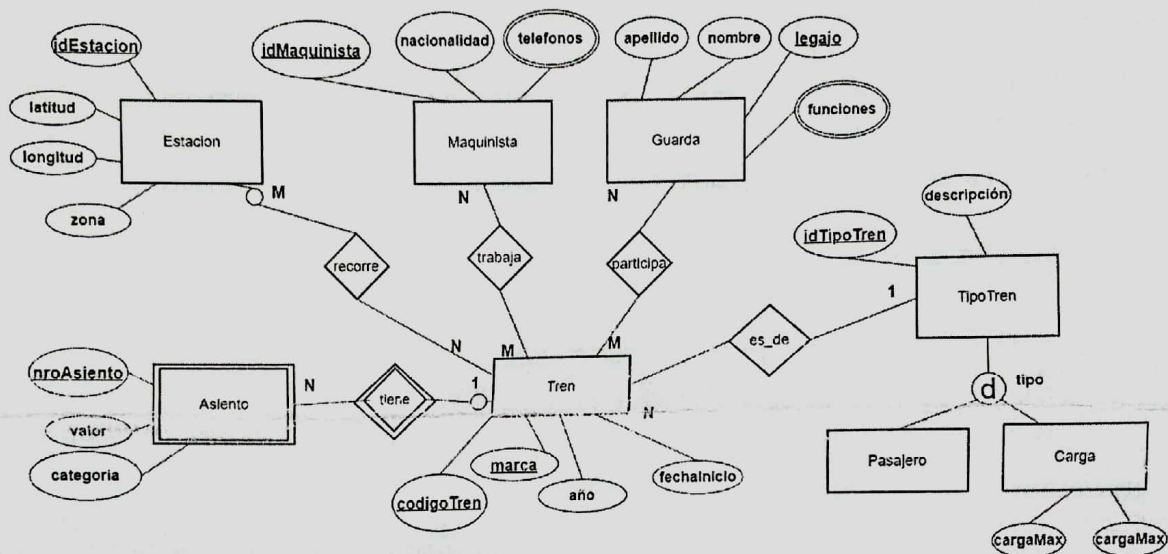 idEstacion
latitud
longitud
zona
Estacion
M
idMaquinista
nacionalidad
telefonos
Maquinista
N
apellido
nombre
legajo
funciones
Guarda
N
recorre
trabaja
participa
descripción
idTipoTren
TipoTren
1
es_de
N
M
M
Tren
N
nroAsiento
valor
categoria
Asiento
N
tiene
1
codigoTren
marca
año
fechaInicio
d
tipo
Pasajero
Carga
cargaMax
cargaMax